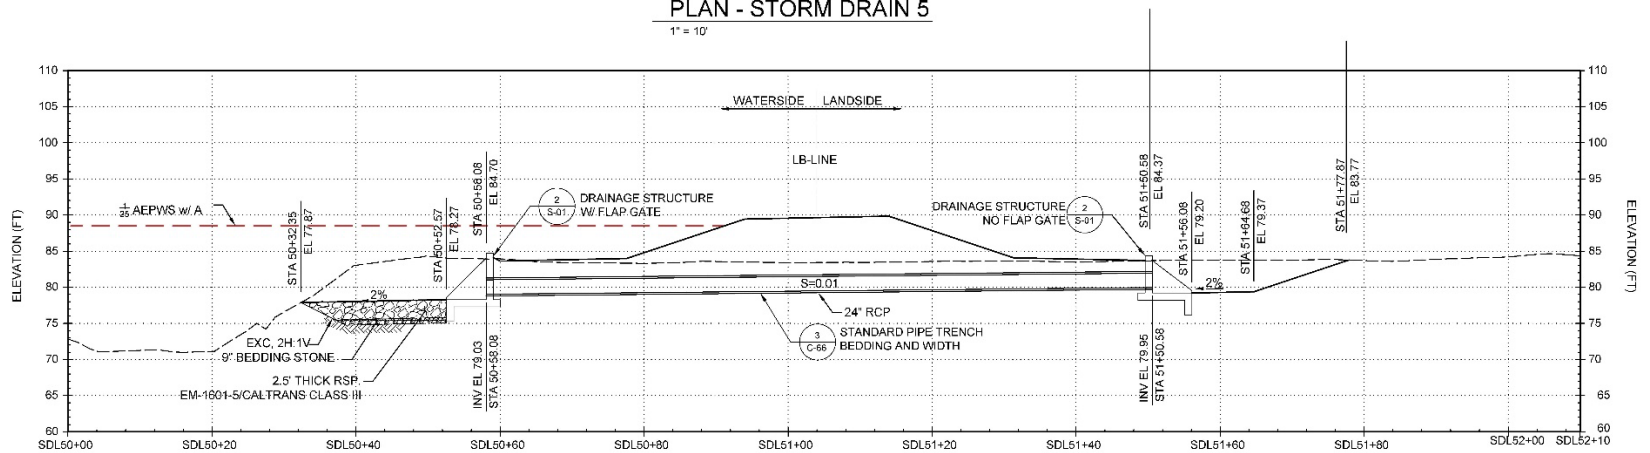 PLAN - STORM DRAIN 5
1" = 10'
110
105
100
95
90
85
80
75
70
65
60
ELEVATION (FT)
WATERSIDE LANDSIDE
LB-LINE
1/25 AEPWS w/ A
STA 50+32.35
EL 77.87
STA 50+52.57
EL 78.27
STA 50+58.08
EL 84.70
2
S-01
DRAINAGE STRUCTURE
W/ FLAP GATE
DRAINAGE STRUCTURE
NO FLAP GATE
2
S-01
STA 51+50.58
EL 84.37
STA 51+56.08
EL 79.20
STA 51+64.68
EL 79.37
STA 51+77.87
EL 83.77
2%
S=0.01
2%
24" RCP
3
C-66
STANDARD PIPE TRENCH
BEDDING AND WIDTH
EXC, 2H:1V
9" BEDDING STONE
2.5' THICK RSP,
EM-1601-5/CALTRANS CLASS III
INV EL 79.03
STA 50+58.08
INV EL 79.95
STA 51+50.58
110
105
100
95
90
85
80
75
70
65
60
ELEVATION (FT)
SDL50+00
SDL50+20
SDL50+40
SDL50+60
SDL50+80
SDL51+00
SDL51+20
SDL51+40
SDL51+60
SDL51+80
SDL52+00
SDL52+10